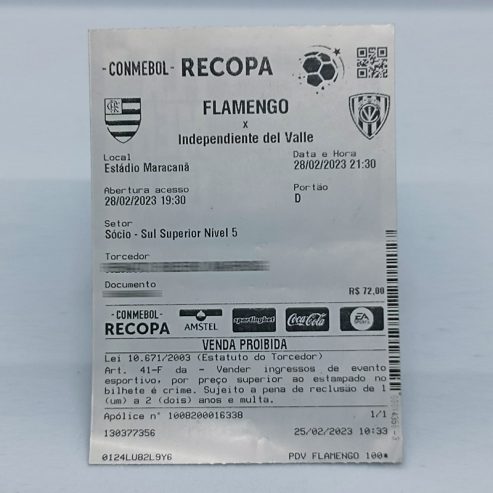 - CONMEBOL - RECOPA
FLAMENGO
x
Independiente del Valle
Local
Estádio Maracanã
Data e Hora
28/02/2023 21:30
Abertura acesso
28/02/2023 19:30
Portão
D
Setor
Sócio - Sul Superior Nivel 5
Torcedor
Documento
R$ 72,00
- CONMEBOL -
RECOPA
AMSTEL
sportingbet
Coca-Cola
EA
SPORTS
VENDA PROIBIDA
Lei 10.671/2003 (Estatuto do Torcedor)
Art. 41-F da - Vender ingressos de evento
esportivo, por preço superior ao estampado no
bilhete é crime. Sujeito a pena de reclusão de 1
(um) a 2 (dois) anos e multa.
Apólice n° 1008200016338
1/1
130377356
25/02/2023 10:33
0124LU82L9Y6
PDV FLAMENGO 100*